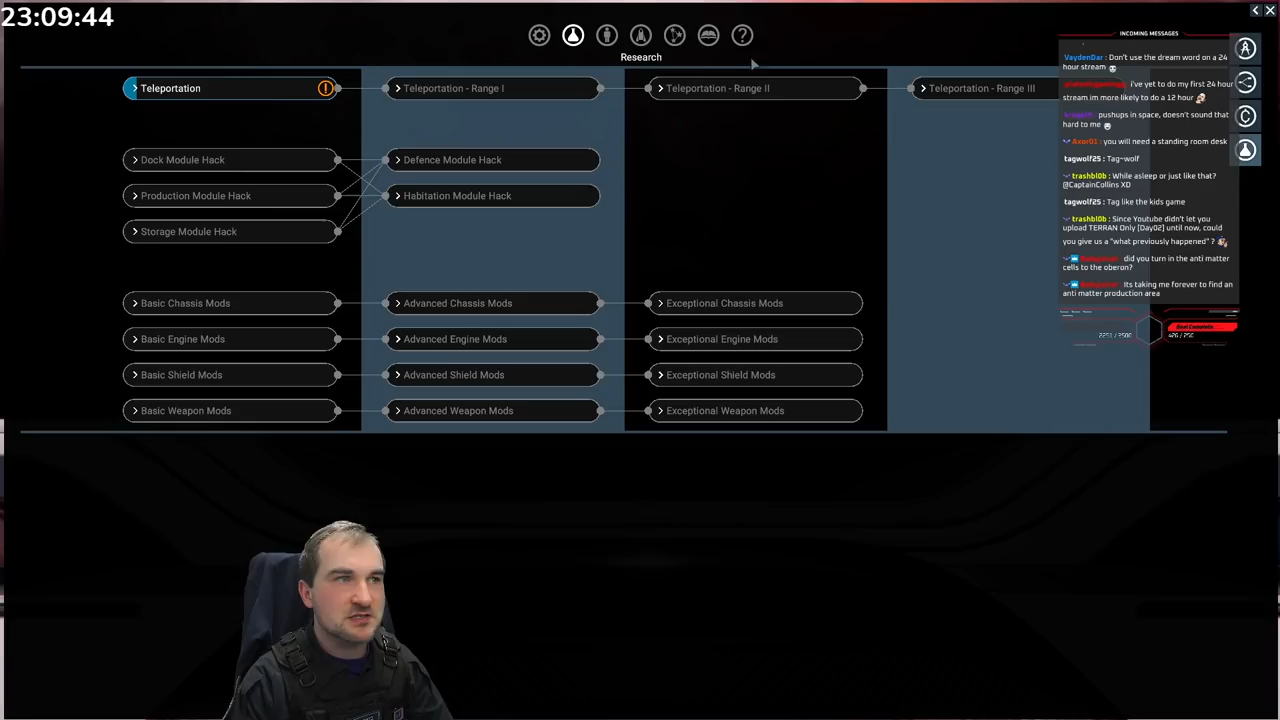 23:09:44
Research
Teleportation
Teleportation - Range I
Teleportation - Range II
Teleportation - Range III
Dock Module Hack
Defence Module Hack
Production Module Hack
Habitation Module Hack
Storage Module Hack
Basic Chassis Mods
Advanced Chassis Mods
Exceptional Chassis Mods
Basic Engine Mods
Advanced Engine Mods
Exceptional Engine Mods
Basic Shield Mods
Advanced Shield Mods
Exceptional Shield Mods
Basic Weapon Mods
Advanced Weapon Mods
Exceptional Weapon Mods
INCOMING MESSAGES
VaydenDar: Don't use the dream word on a 24
hour stream
i've yet to do my first 24 hour
stream im more likely to do a 12 hour
pushups in space, doesn't sound that
hard to me
Axor01: you will need a standing room desk
tagwolf25: Tag-wolf
trashbl0b: While asleep or just like that?
@CaptainCollins XD
tagwolf25: Tag like the kids game
trashbl0b: Since Youtube didn't let you
upload TERRAN Only [Day02] until now, could
you give us a "what previously happened" ?
did you turn in the anti matter
cells to the oberon?
Its taking me forever to find an
anti matter production area
Goal Complete
2251 / 2500
426 / 250